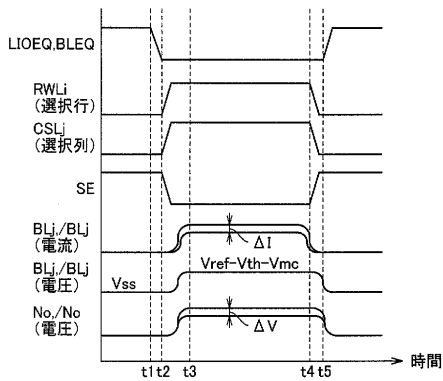 LIOEQ,BLEQ
RWLi
(選択行)
CSLj
(選択列)
SE
BLj,/BLj
(電流)
ΔI
BLj,/BLj
(電圧)
Vss
Vref-Vth-Vmc
No,/No
(電圧)
ΔV
t1 t2 t3 t4 t5
時間